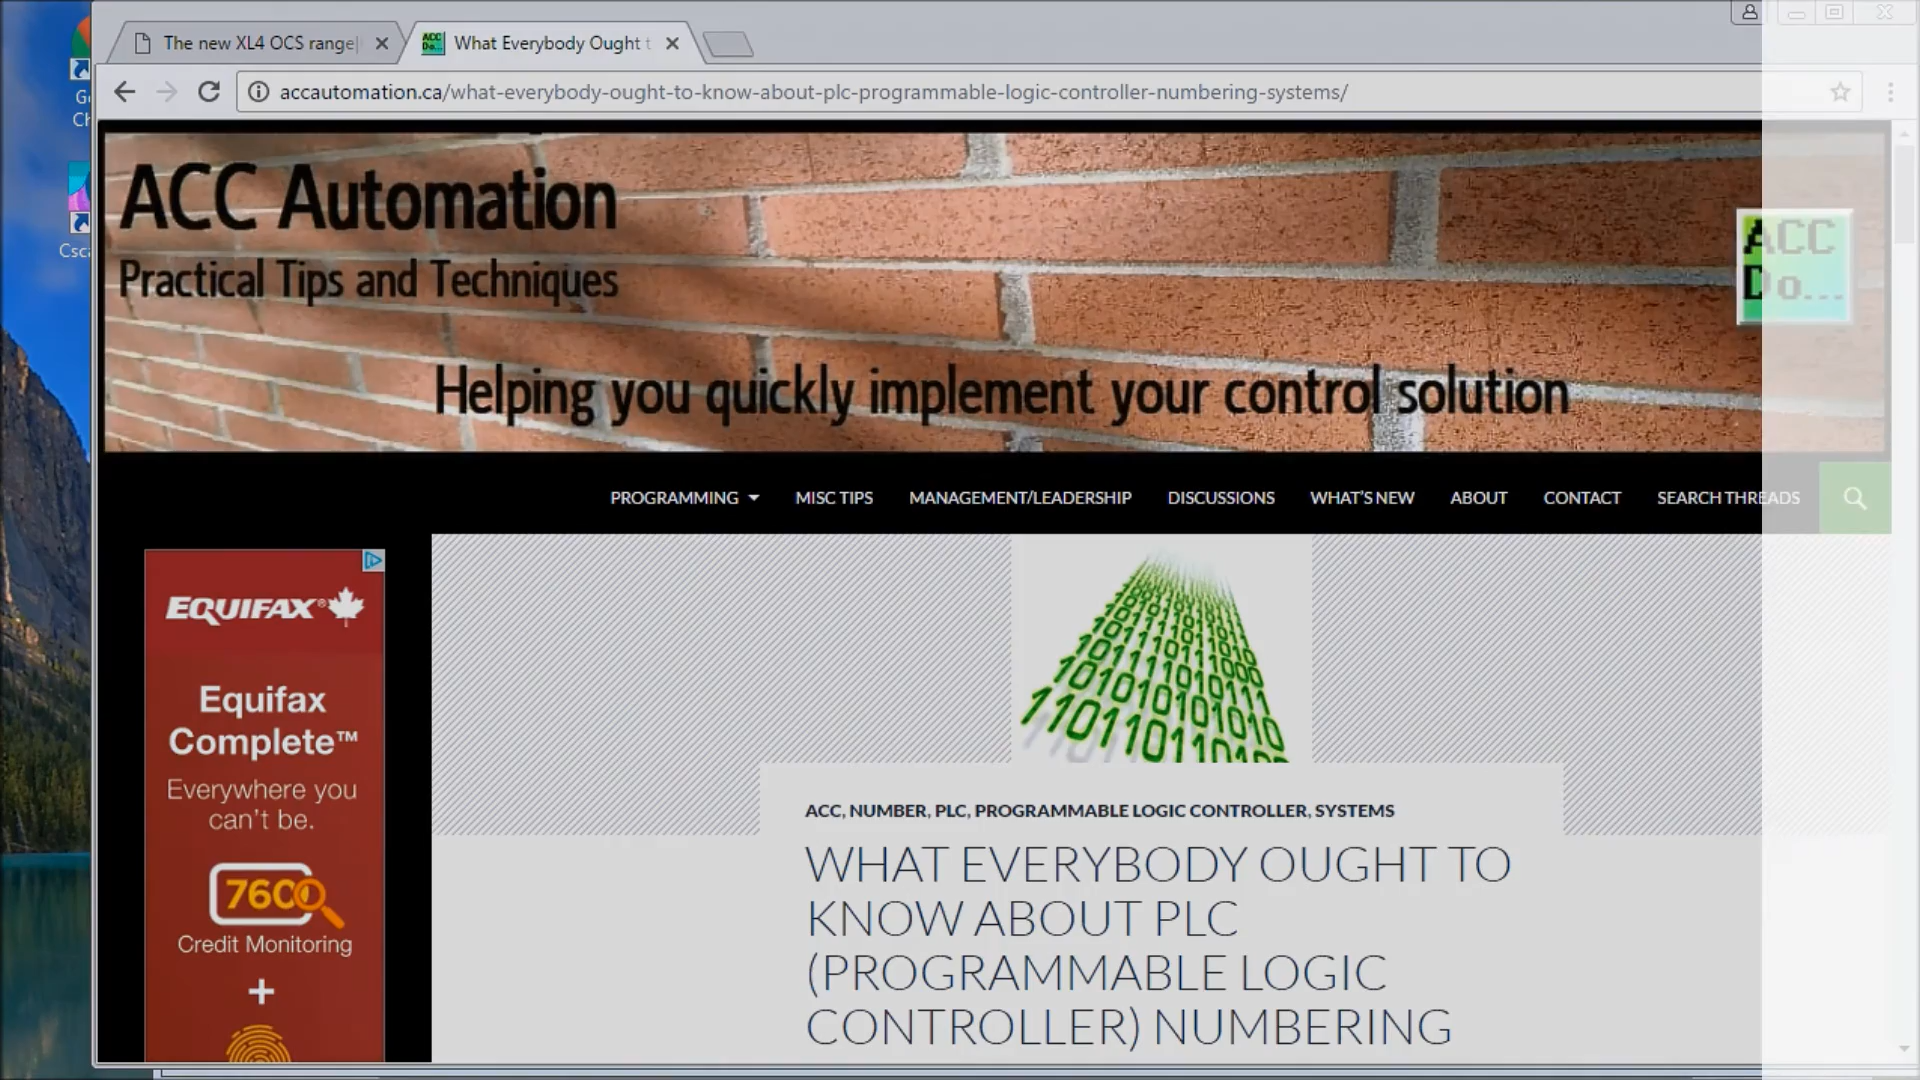 The new XL4 OCS range
What Everybody Ought t
accautomation.ca/what-everybody-ought-to-know-about-plc-programmable-logic-controller-numbering-systems/
ACC Automation
Practical Tips and Techniques
Helping you quickly implement your control solution
ACC
Do...
PROGRAMMING MISC TIPS MANAGEMENT/LEADERSHIP DISCUSSIONS WHAT'S NEW ABOUT CONTACT SEARCH THREADS
EQUIFAX®
Equifax
Complete™
Everywhere you
can't be.
760
Credit Monitoring
+
ACC, NUMBER, PLC, PROGRAMMABLE LOGIC CONTROLLER, SYSTEMS
WHAT EVERYBODY OUGHT TO
KNOW ABOUT PLC
(PROGRAMMABLE LOGIC
CONTROLLER) NUMBERING